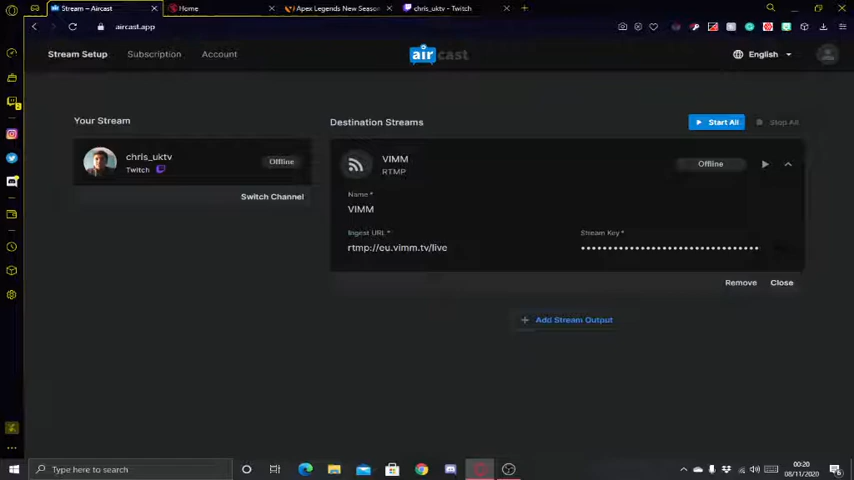 Stream – Aircast
Home
Apex Legends New Season
chris_uktv - Twitch
aircast.app
Stream Setup
Subscription
Account
air cast
English
Your Stream
Destination Streams
Start All
Stop All
chris_uktv
Twitch
Offline
Switch Channel
VIMM
RTMP
Offline
Name *
VIMM
Ingest URL *
Stream Key *
rtmp://eu.vimm.tv/live
Remove
Close
+ Add Stream Output
Type here to search
00:20
08/11/2020